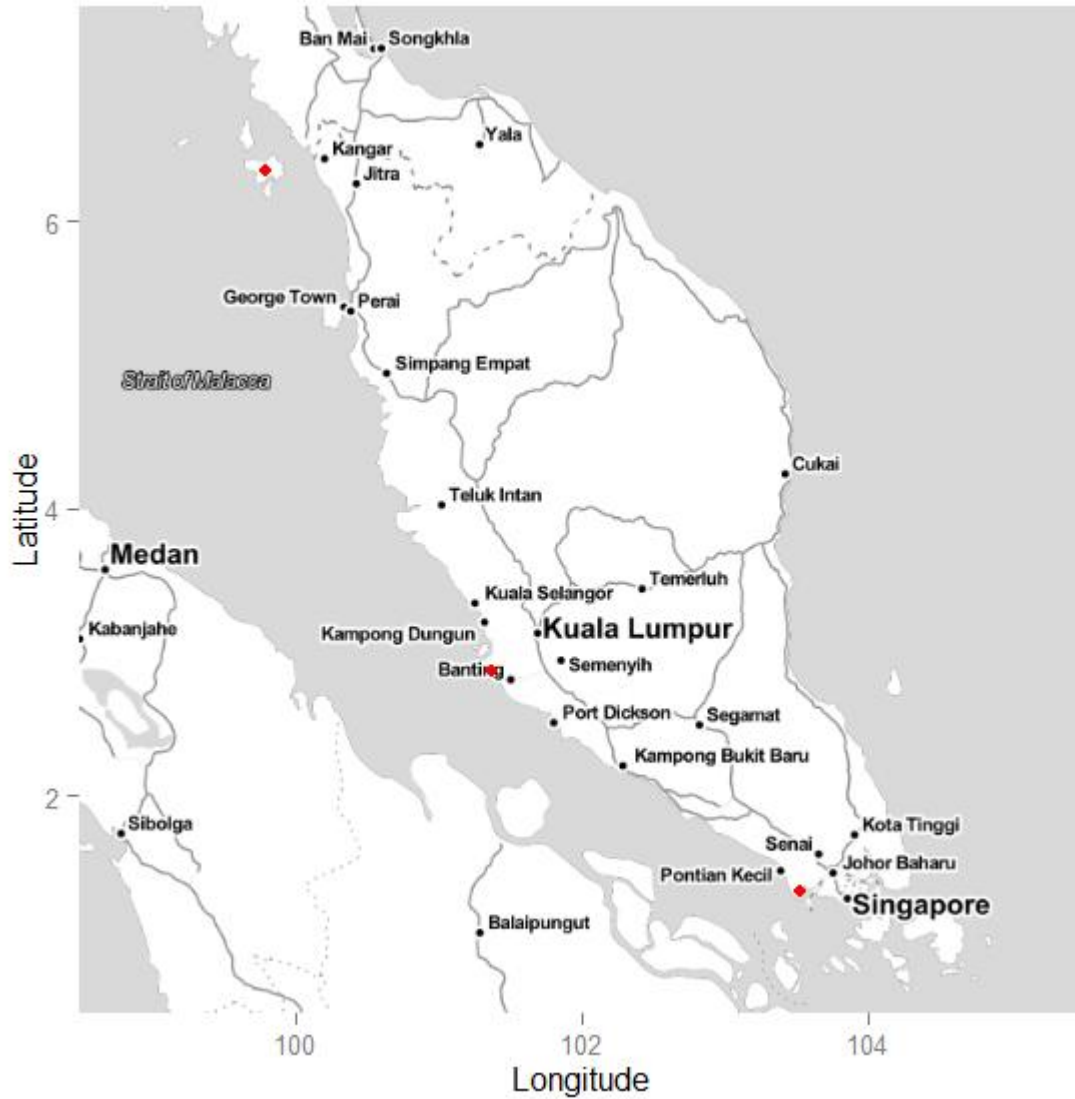 Ban Mai
Songkhla
Yala
Kangar
Jitra
6
George Town
Perai
Simpang Empat
Strait of Malacca
Cukai
Latitude
Teluk Intan
4
Medan
Temerluh
Kuala Selangor
Kabanjahe
Kampong Dungun
Kuala Lumpur
Banting
Semenyih
Port Dickson
Segamat
Kampong Bukit Baru
2
Sibolga
Kota Tinggi
Senai
Johor Baharu
Pontian Kecil
Singapore
Balaipungut
100
102
104
Longitude